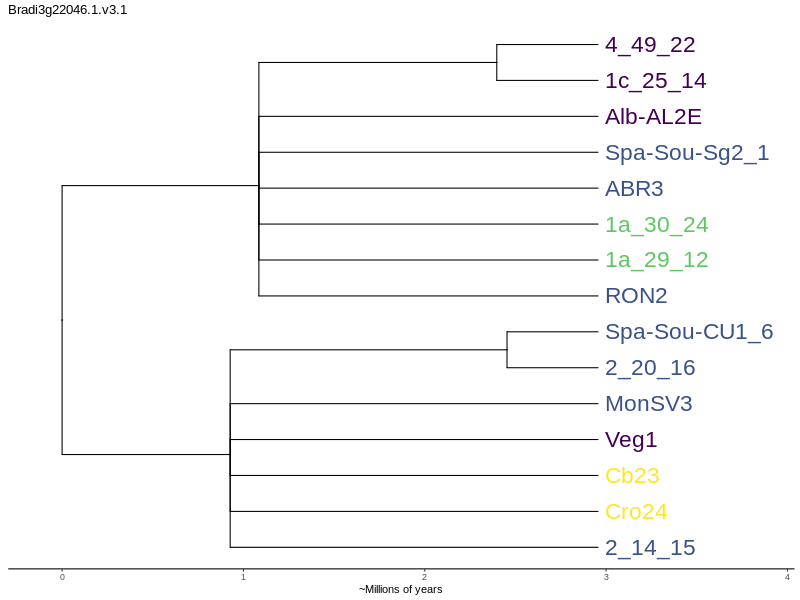 Bradi3g22046.1.v3.1
4_49_22
1c_25_14
Alb-AL2E
Spa-Sou-Sg2_1
ABR3
1a_30_24
1a_29_12
RON2
Spa-Sou-CU1_6
2_20_16
MonSV3
Veg1
Cb23
Cro24
2_14_15
0 1 2 3 4
~Millions of years